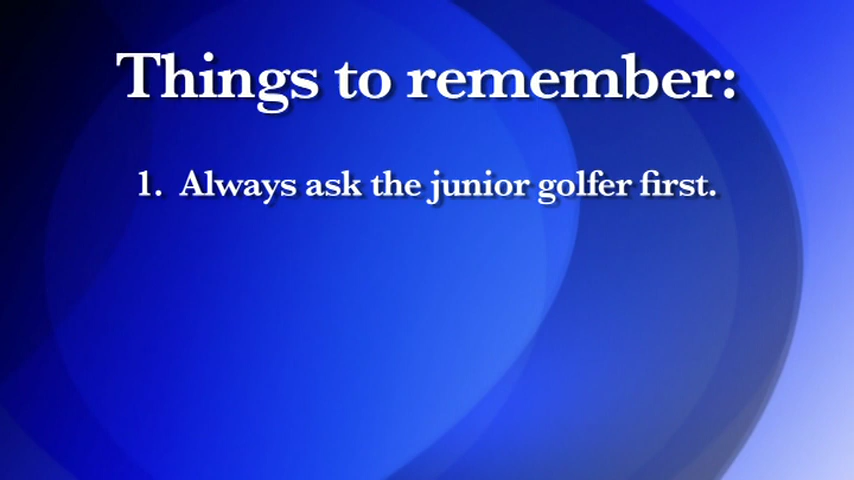 Things to remember:
1. Always ask the junior golfer first.